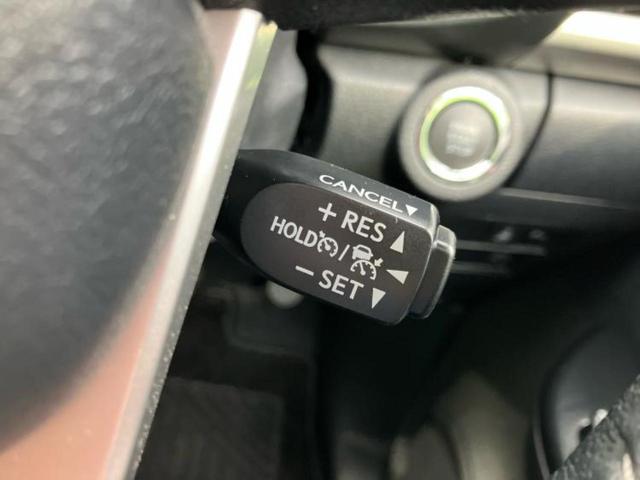 CANCEL▼
+ RES ▲
HOLD / ◀
− SET ▼